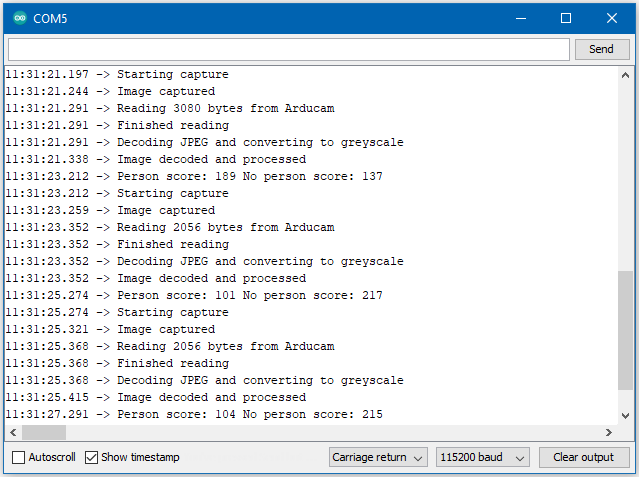 COM5
Send
11:31:21.197 -> Starting capture
11:31:21.244 -> Image captured
11:31:21.291 -> Reading 3080 bytes from Arducam
11:31:21.291 -> Finished reading
11:31:21.291 -> Decoding JPEG and converting to greyscale
11:31:21.338 -> Image decoded and processed
11:31:23.212 -> Person score: 189 No person score: 137
11:31:23.212 -> Starting capture
11:31:23.259 -> Image captured
11:31:23.352 -> Reading 2056 bytes from Arducam
11:31:23.352 -> Finished reading
11:31:23.352 -> Decoding JPEG and converting to greyscale
11:31:23.352 -> Image decoded and processed
11:31:25.274 -> Person score: 101 No person score: 217
11:31:25.274 -> Starting capture
11:31:25.321 -> Image captured
11:31:25.368 -> Reading 2056 bytes from Arducam
11:31:25.368 -> Finished reading
11:31:25.368 -> Decoding JPEG and converting to greyscale
11:31:25.415 -> Image decoded and processed
11:31:27.291 -> Person score: 104 No person score: 215
Autoscroll Show timestamp Carriage return 115200 baud Clear output